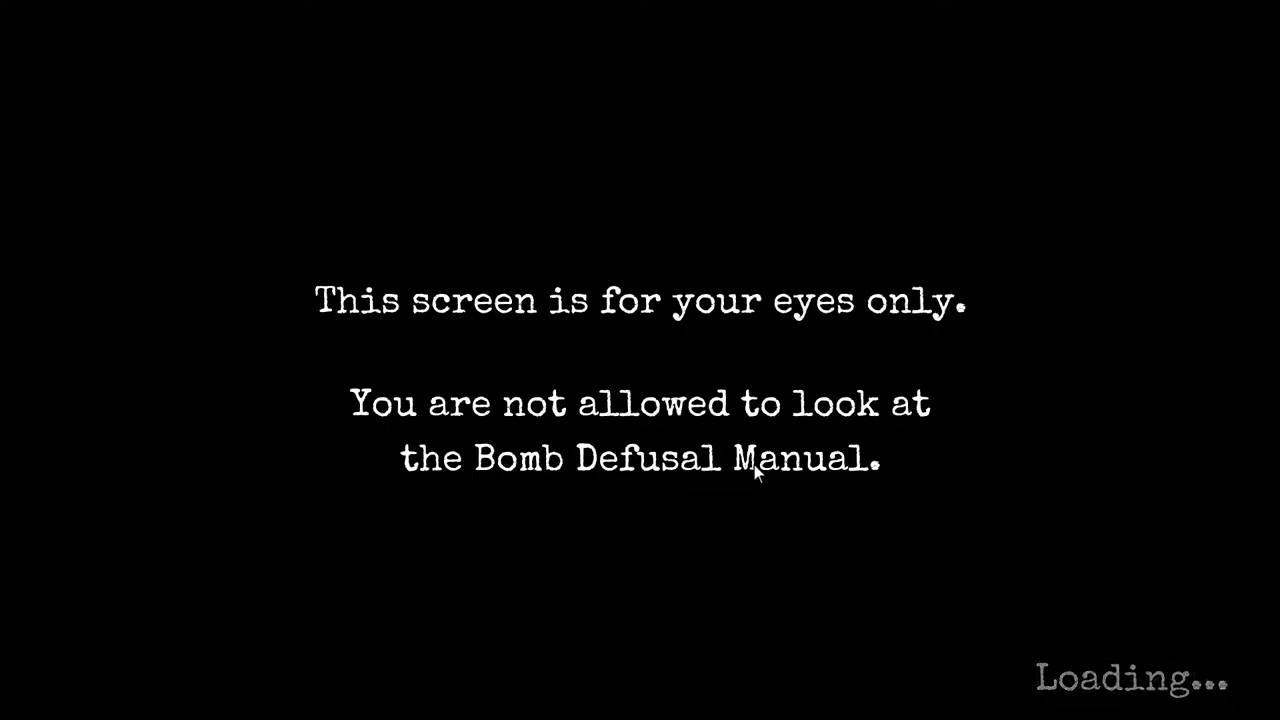 This screen is for your eyes only.
You are not allowed to look at
the Bomb Defusal Manual.
Loading...